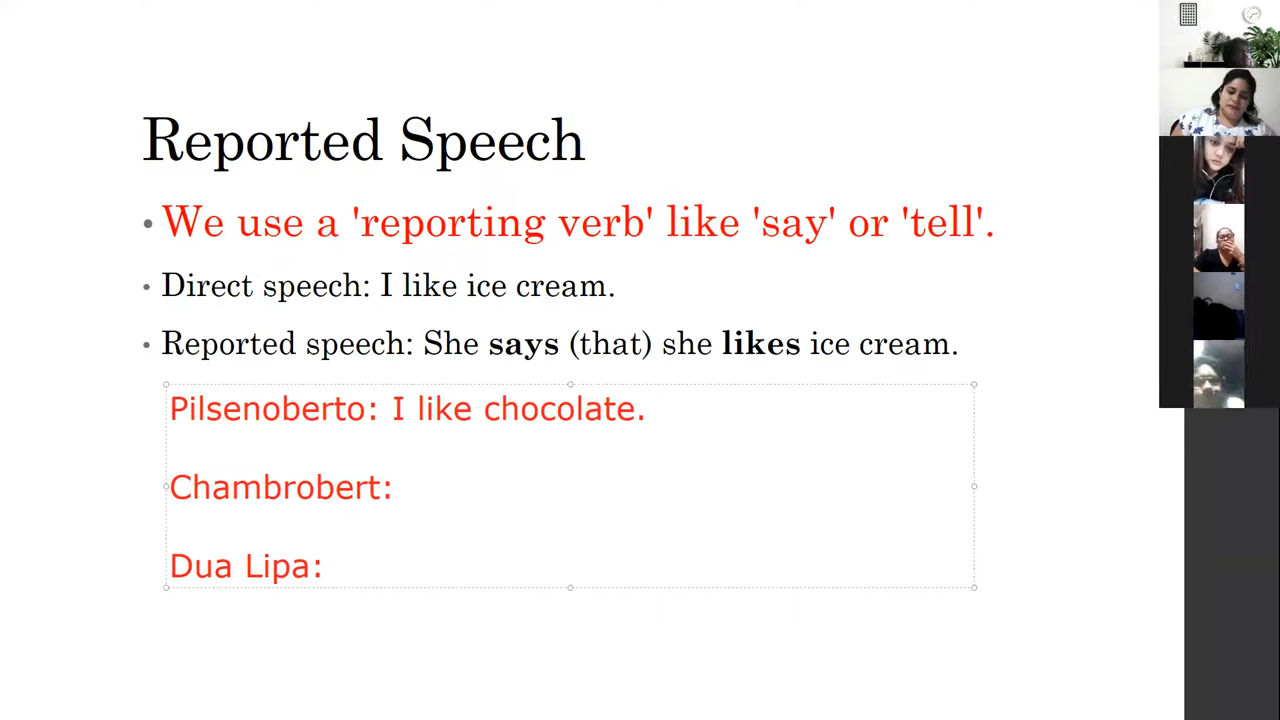 Reported Speech
• We use a 'reporting verb' like 'say' or 'tell'.
• Direct speech: I like ice cream.
• Reported speech: She says (that) she likes ice cream.
Pilsenoberto: I like chocolate.
Chambrobert:
Dua Lipa: